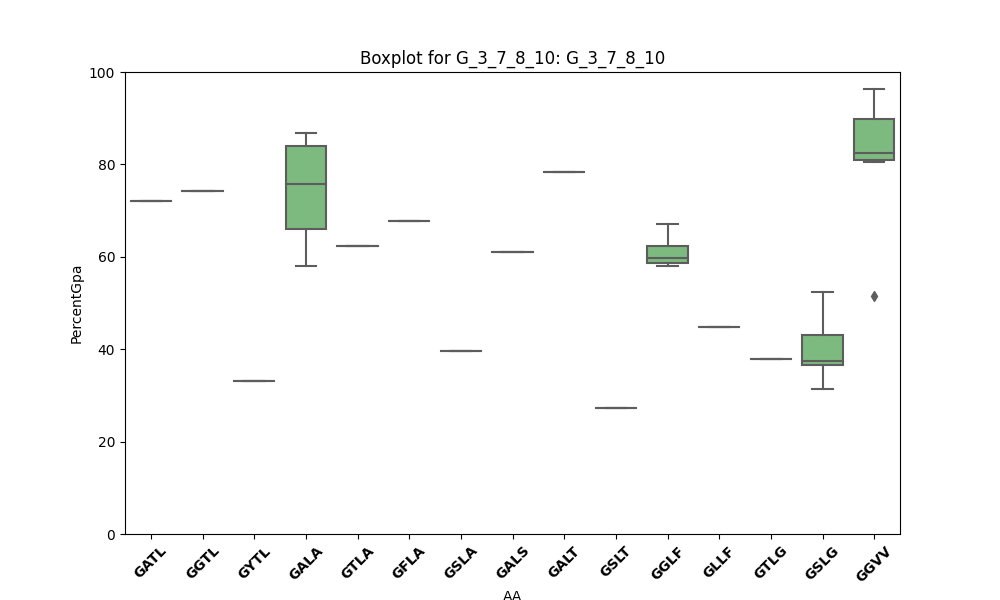 Boxplot for G_3_7_8_10: G_3_7_8_10
100
80
60
40
20
0
PercentGpa
GATL GGTL GYTL GALA GTLA GFLA GSLA GALS GALT GSLT GGLF GLLF GTLG GSLG GGVV
AA